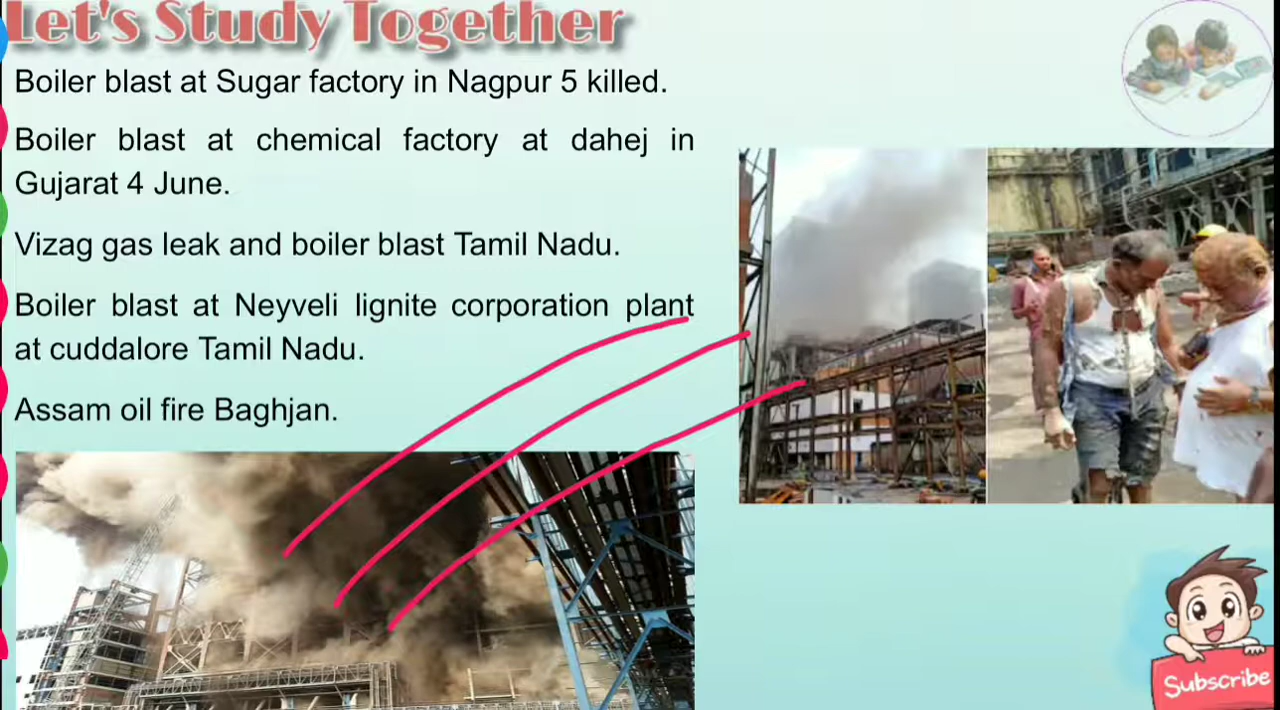 Let's Study Together
Boiler blast at Sugar factory in Nagpur 5 killed.
Boiler blast at chemical factory at dahej in
Gujarat 4 June.
Vizag gas leak and boiler blast Tamil Nadu.
Boiler blast at Neyveli lignite corporation plant
at cuddalore Tamil Nadu.
Assam oil fire Baghjan.
Subscribe